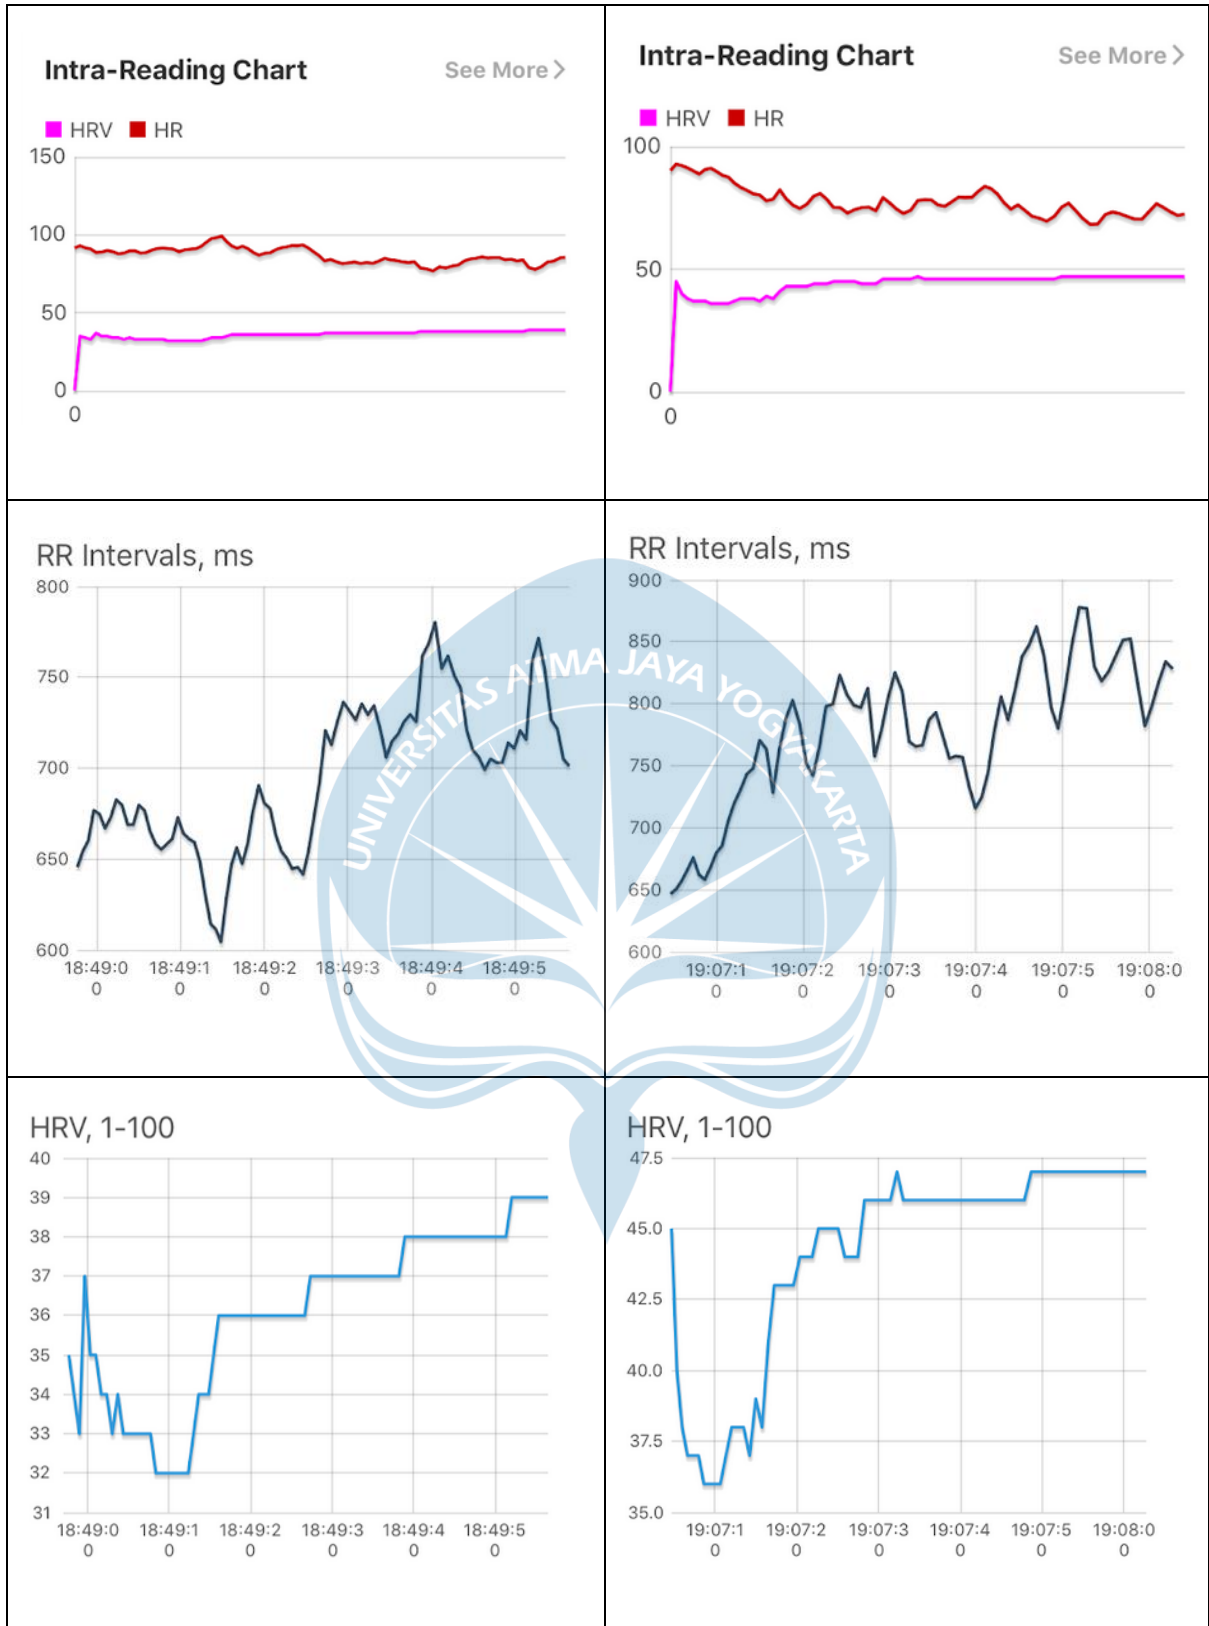 Intra-Reading Chart See More >
HRV HR
150
100
50
0
0
Intra-Reading Chart See More >
HRV HR
100
50
0
0
RR Intervals, ms
800
750
700
650
600
18:49:0 18:49:1 18:49:2 18:49:3 18:49:4 18:49:5
0 0 0 0 0 0
RR Intervals, ms
900
850
800
750
700
650
600
19:07:1 19:07:2 19:07:3 19:07:4 19:07:5 19:08:0
0 0 0 0 0 0
UNIVERSITAS ATMA JAYA YOGYAKARTA
HRV, 1-100
40
39
38
37
36
35
34
33
32
31
18:49:0 18:49:1 18:49:2 18:49:3 18:49:4 18:49:5
0 0 0 0 0 0
HRV, 1-100
47.5
45.0
42.5
40.0
37.5
35.0
19:07:1 19:07:2 19:07:3 19:07:4 19:07:5 19:08:0
0 0 0 0 0 0